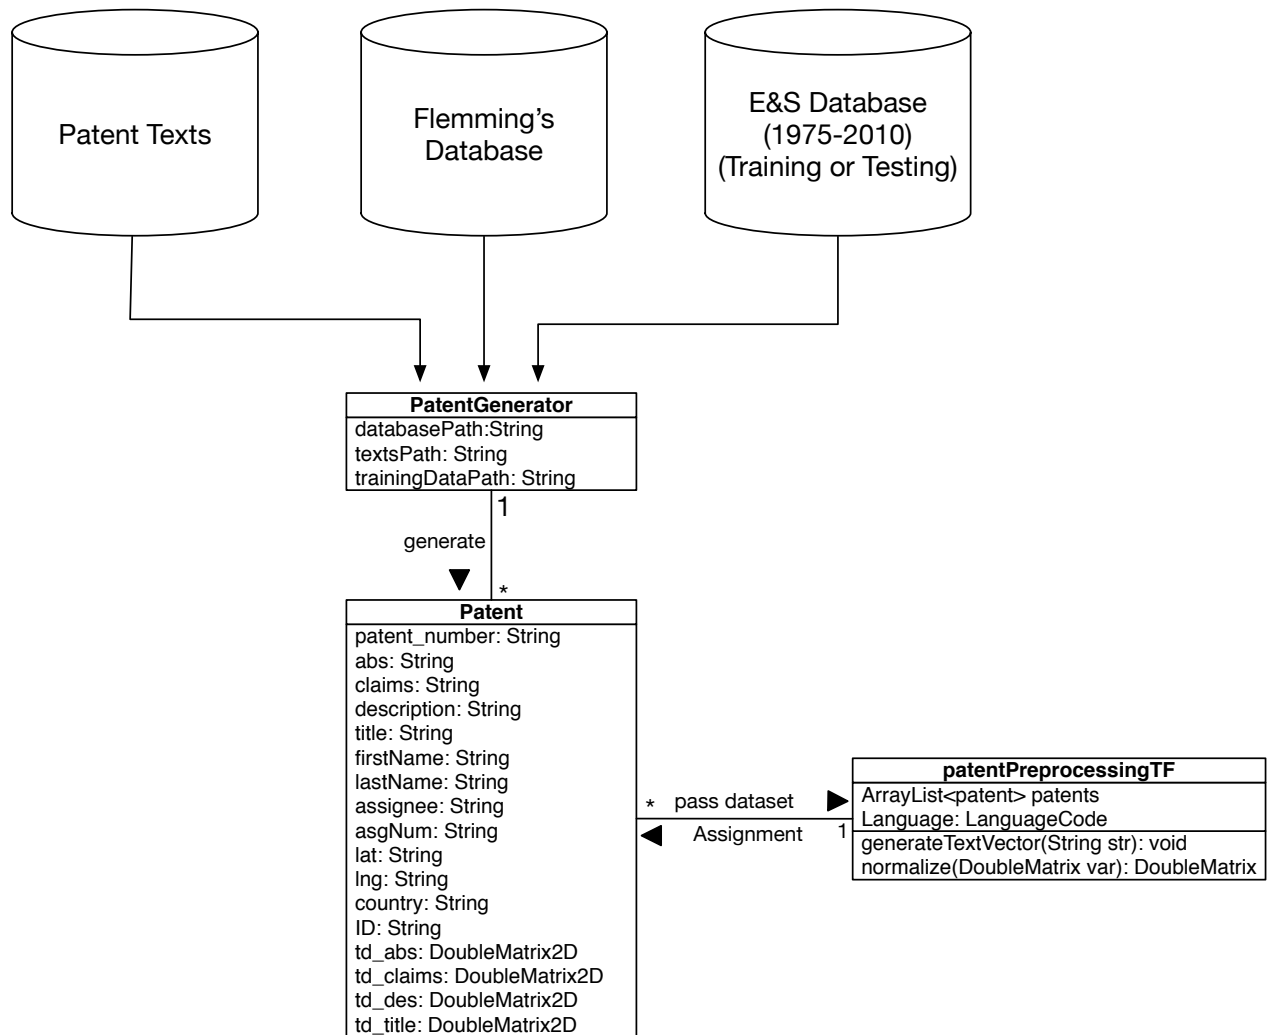 Patent Texts
Flemming's
Database
E&S Database
(1975-2010)
(Training or Testing)
PatentGenerator
databasePath:String
textsPath: String
trainingDataPath: String
1
generate
*
Patent
patent_number: String
abs: String
claims: String
description: String
title: String
firstName: String
lastName: String
assignee: String
asgNum: String
lat: String
lng: String
country: String
ID: String
td_abs: DoubleMatrix2D
td_claims: DoubleMatrix2D
td_des: DoubleMatrix2D
td_title: DoubleMatrix2D
* pass dataset
Assignment 1
patentPreprocessingTF
ArrayList<patent> patents
Language: LanguageCode
generateTextVector(String str): void
normalize(DoubleMatrix var): DoubleMatrix